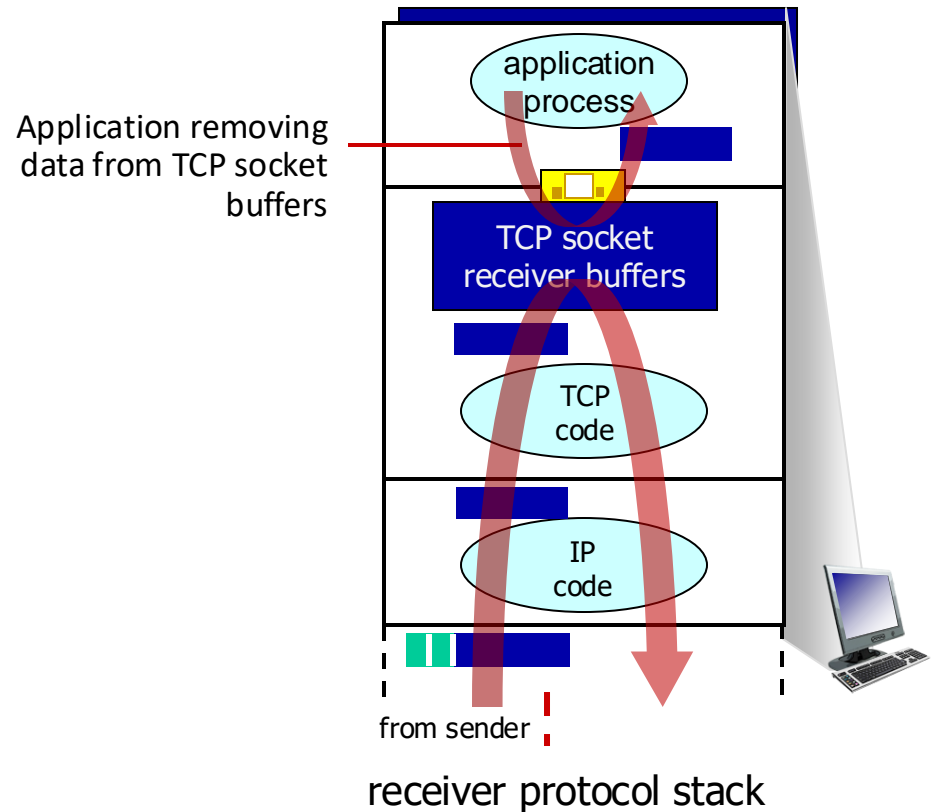 application
process
Application removing
data from TCP socket
buffers
TCP socket
receiver buffers
TCP
code
IP
code
from sender
receiver protocol stack